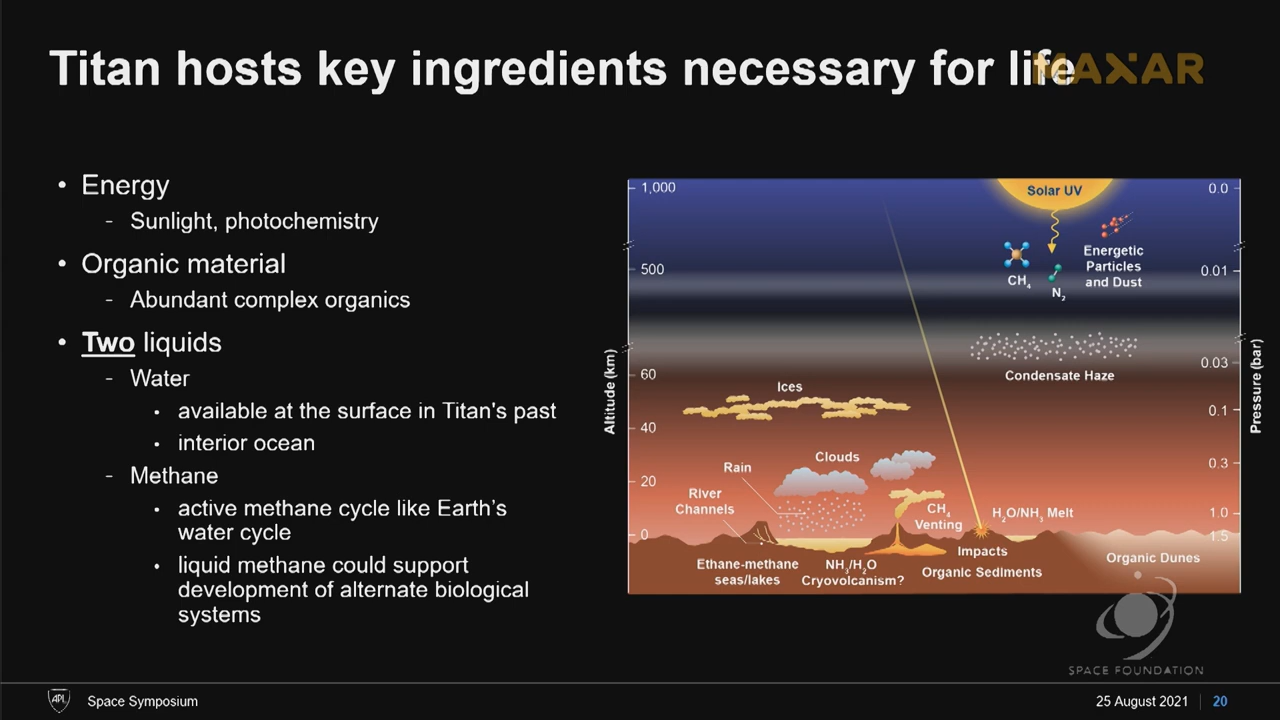 Titan hosts key ingredients necessary for life
MAXAR
• Energy
- Sunlight, photochemistry
• Organic material
- Abundant complex organics
• Two liquids
- Water
• available at the surface in Titan's past
• interior ocean
- Methane
• active methane cycle like Earth's
water cycle
• liquid methane could support
development of alternate biological
systems
Altitude (km)
1,000
500
60
40
20
0
Solar UV
CH₄
N₂
Energetic
Particles
and Dust
Condensate Haze
Ices
Clouds
Rain
River
Channels
CH₄
Venting
H₂O/NH₃ Melt
Impacts
Ethane-methane
seas/lakes
NH₃/H₂O
Cryovolcanism?
Organic Sediments
Organic Dunes
0.0
0.01
0.03
0.1
0.3
1.0
1.5
Pressure (bar)
SPACE FOUNDATION
APL
Space Symposium
25 August 2021 | 20